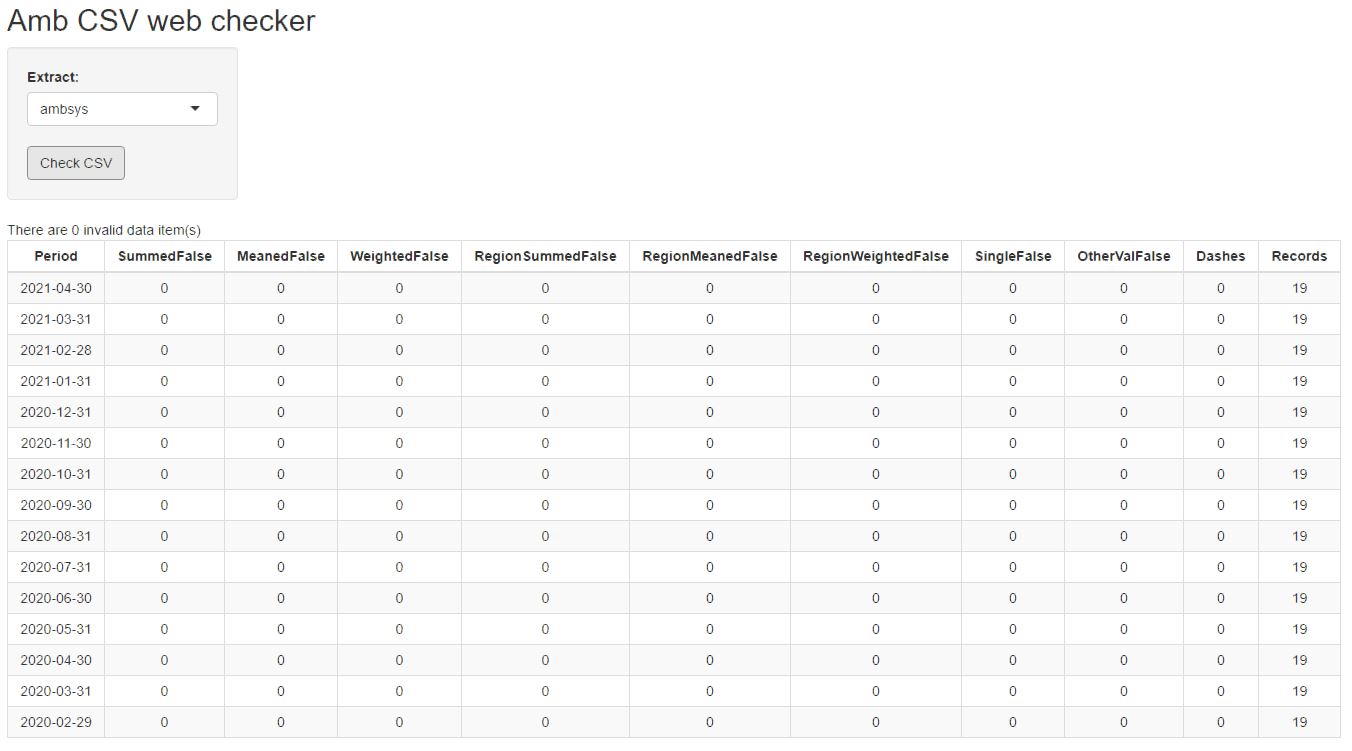 Amb CSV web checker
Extract:
ambsys
Check CSV
There are 0 invalid data item(s)
Period SummedFalse MeanedFalse WeightedFalse RegionSummedFalse RegionMeanedFalse RegionWeightedFalse SingleFalse OtherValFalse Dashes Records
2021-04-30 0 0 0 0 0 0 0 0 0 19
2021-03-31 0 0 0 0 0 0 0 0 0 19
2021-02-28 0 0 0 0 0 0 0 0 0 19
2021-01-31 0 0 0 0 0 0 0 0 0 19
2020-12-31 0 0 0 0 0 0 0 0 0 19
2020-11-30 0 0 0 0 0 0 0 0 0 19
2020-10-31 0 0 0 0 0 0 0 0 0 19
2020-09-30 0 0 0 0 0 0 0 0 0 19
2020-08-31 0 0 0 0 0 0 0 0 0 19
2020-07-31 0 0 0 0 0 0 0 0 0 19
2020-06-30 0 0 0 0 0 0 0 0 0 19
2020-05-31 0 0 0 0 0 0 0 0 0 19
2020-04-30 0 0 0 0 0 0 0 0 0 19
2020-03-31 0 0 0 0 0 0 0 0 0 19
2020-02-29 0 0 0 0 0 0 0 0 0 19